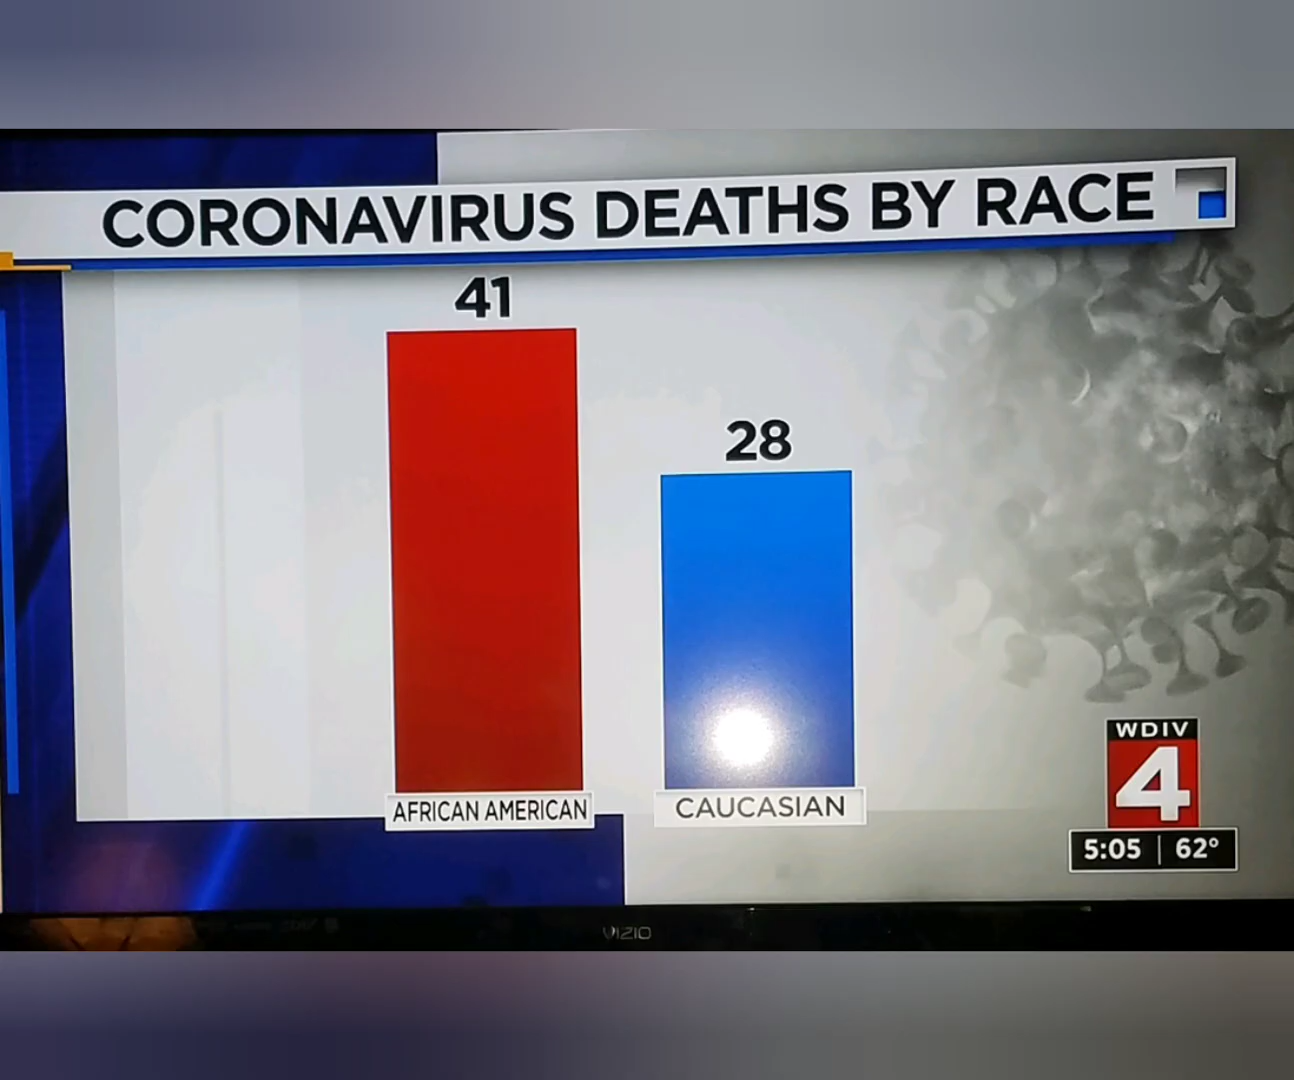 CORONAVIRUS DEATHS BY RACE
41
28
AFRICAN AMERICAN
CAUCASIAN
WDIV
4
5:05 62°
VIZIO